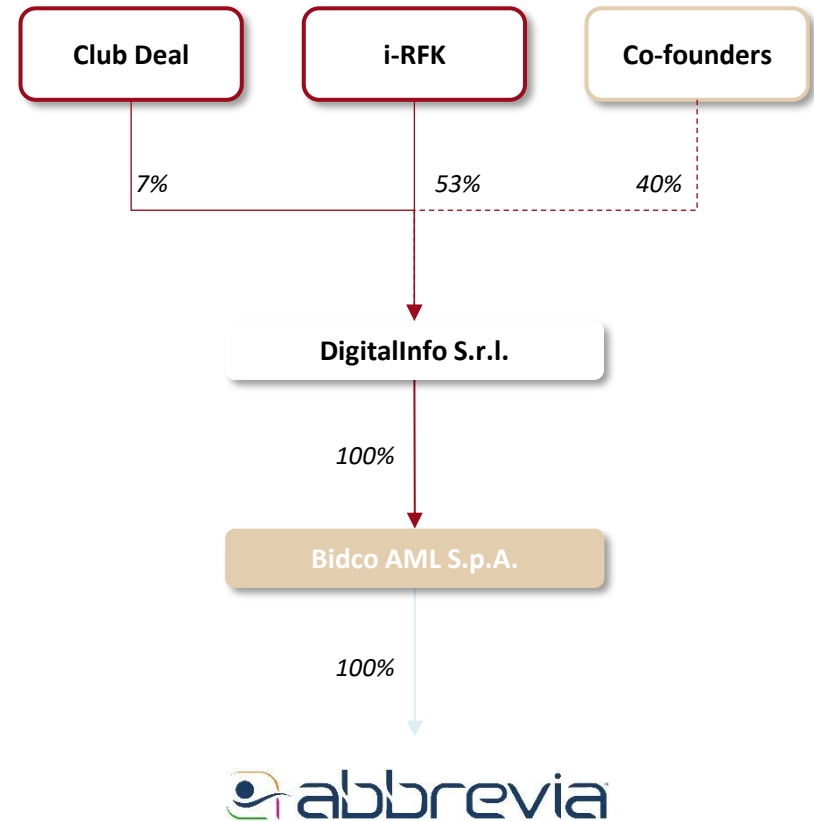 Club Deal
i-RFK
Co-founders
7%
53%
40%
DigitalInfo S.r.l.
100%
Bidco AML S.p.A.
100%
abbrevia